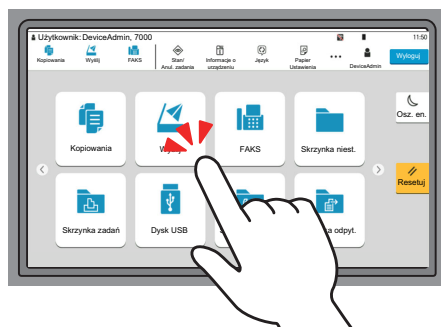 Użytkownik: DeviceAdmin, 7000 11:50
Kopiowania Wyślij FAKS Stan/ Informacje o Język Papier ... DeviceAdmin Wyloguj
Anul. zadania urządzeniu Ustawienia
Osz. en.
Kopiowania FAKS Skrzynka niest.
Resetuj
Skrzynka zadań Dysk USB odpyt.